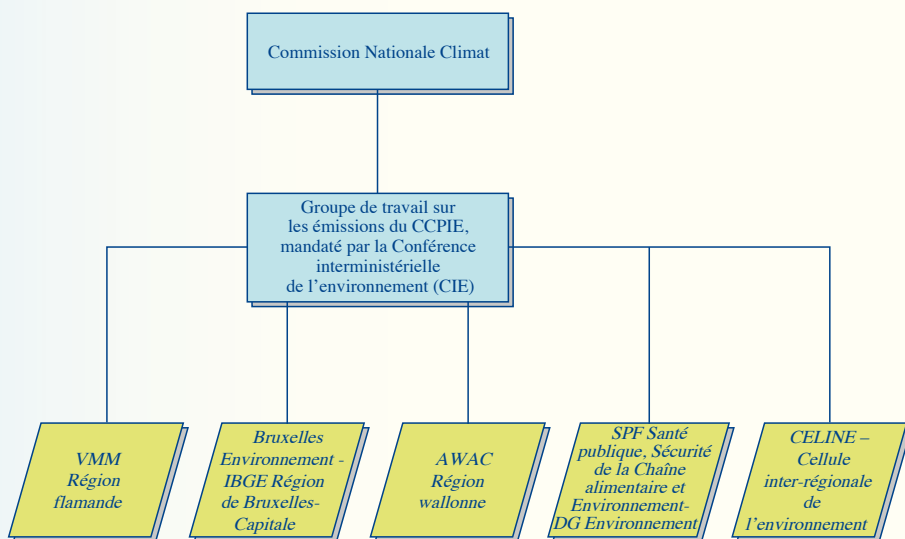 Commission Nationale Climat
Groupe de travail sur
les émissions du CCPIE,
mandaté par la Conférence
interministérielle
de l’environnement (CIE)
VMM
Région
flamande
Bruxelles
Environnement -
IBGE Région
de Bruxelles-
Capitale
AWAC
Région
wallonne
SPF Santé
publique, Sécurité
de la Chaîne
alimentaire et
Environnement-
DG Environnement
CELINE –
Cellule
inter-régionale
de
l’environnement